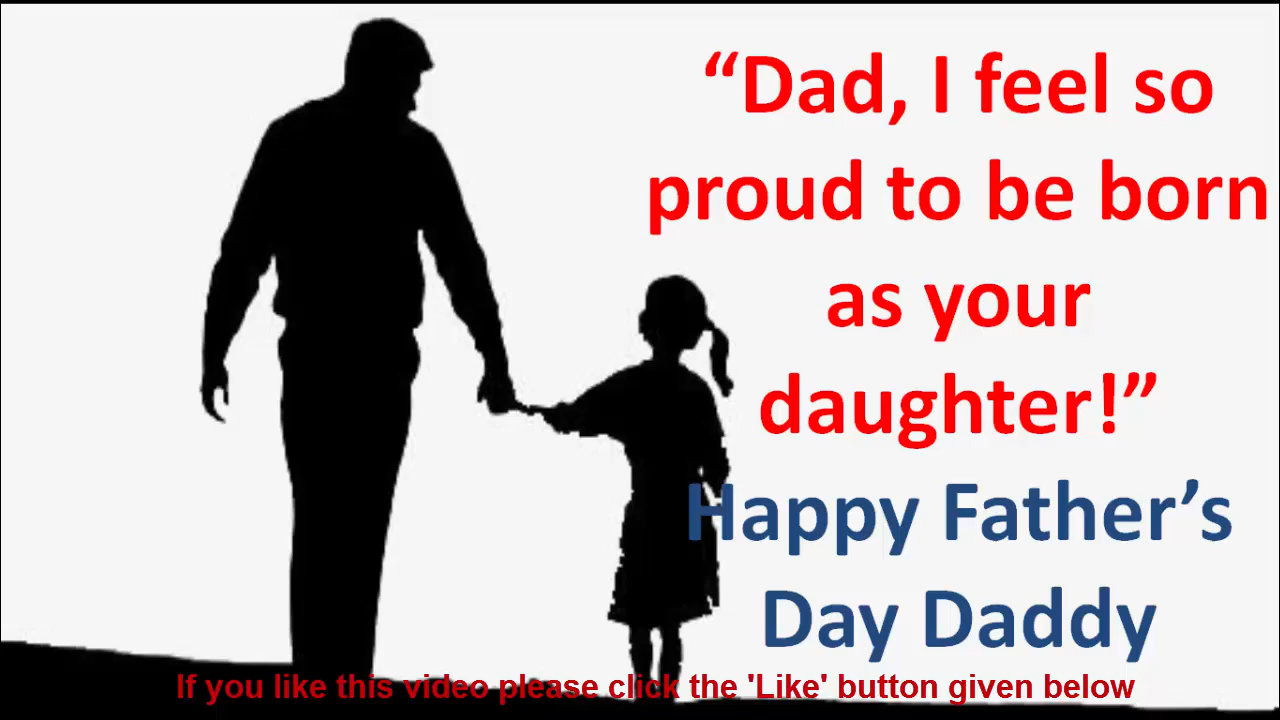 “Dad, I feel so
proud to be born
as your
daughter!”
Happy Father’s
Day Daddy
If you like this video please click the 'Like' button given below